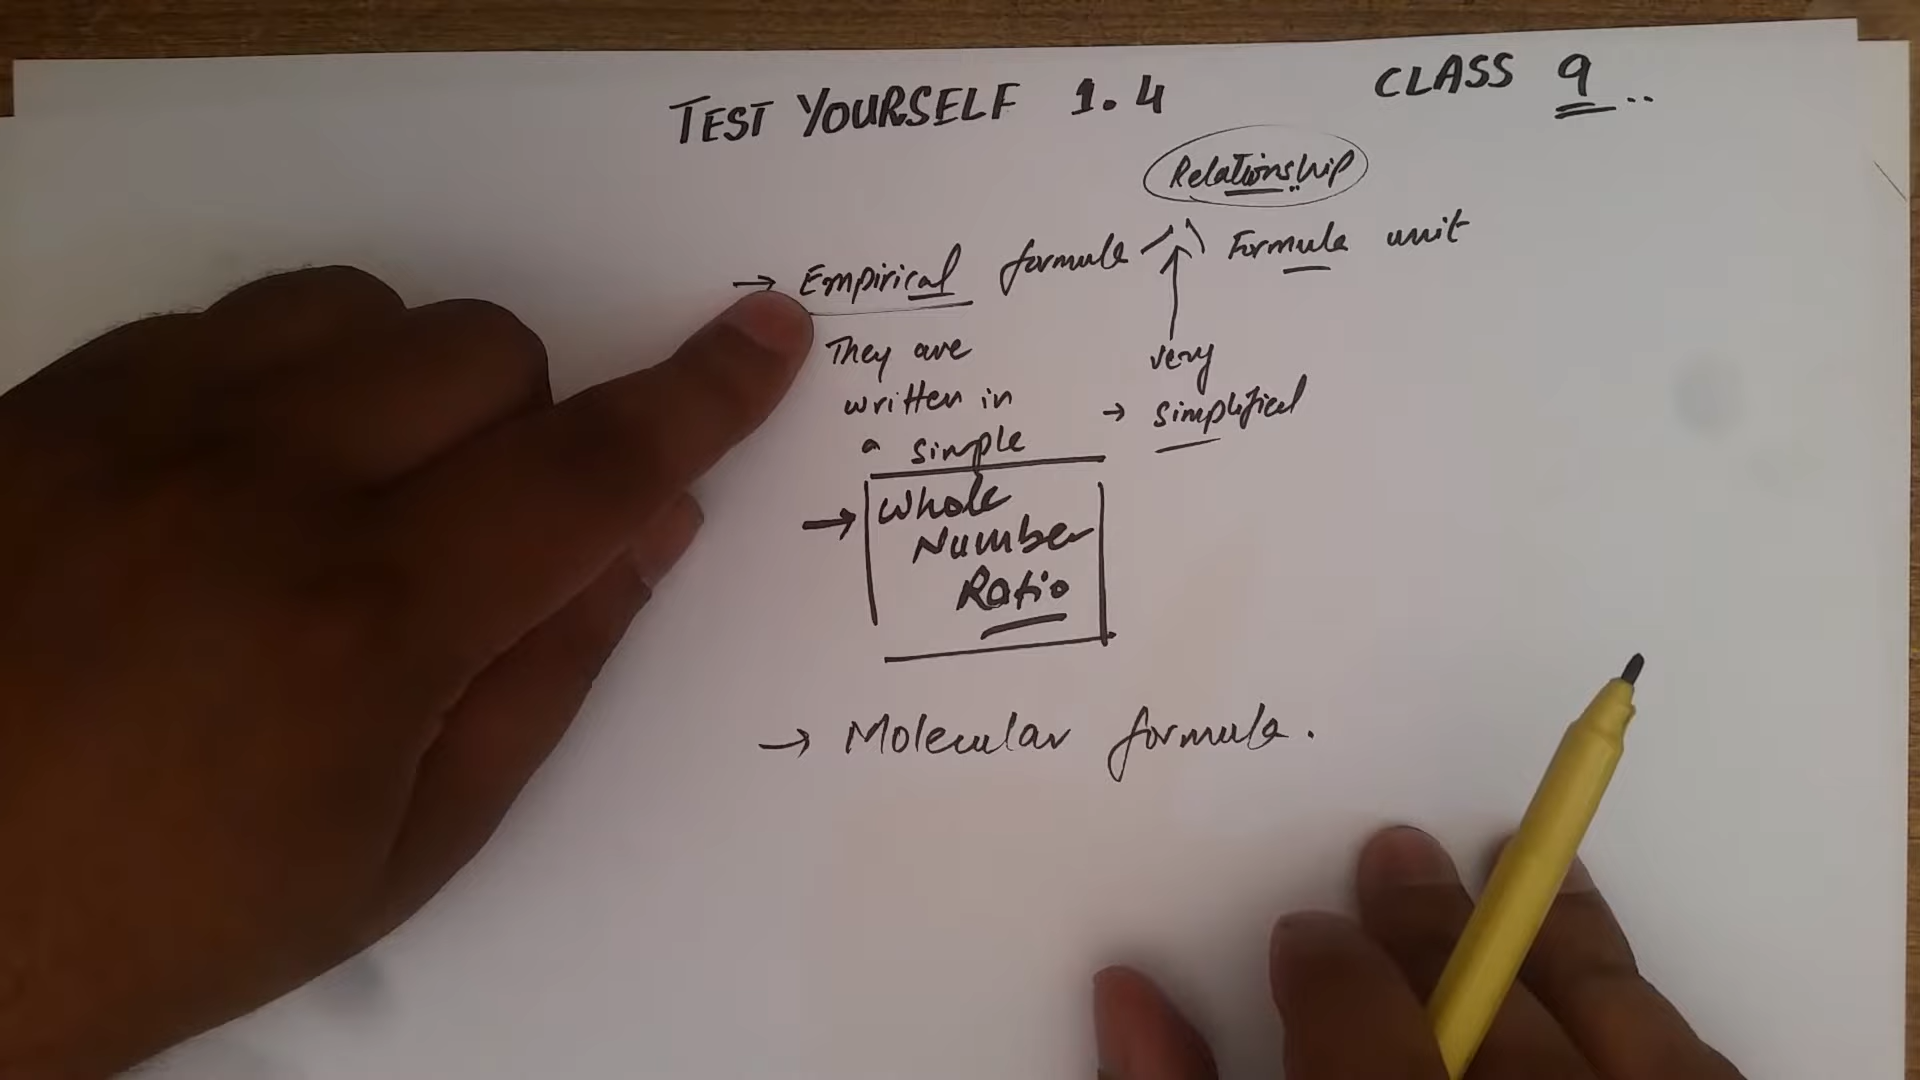 TEST YOURSELF 1.4
CLASS 9..
Relationship
→ Empirical formula
Formula unit
They are
written in
a simple
very
→ simplified
→ Whole
Number
Ratio
→ Molecular formula.